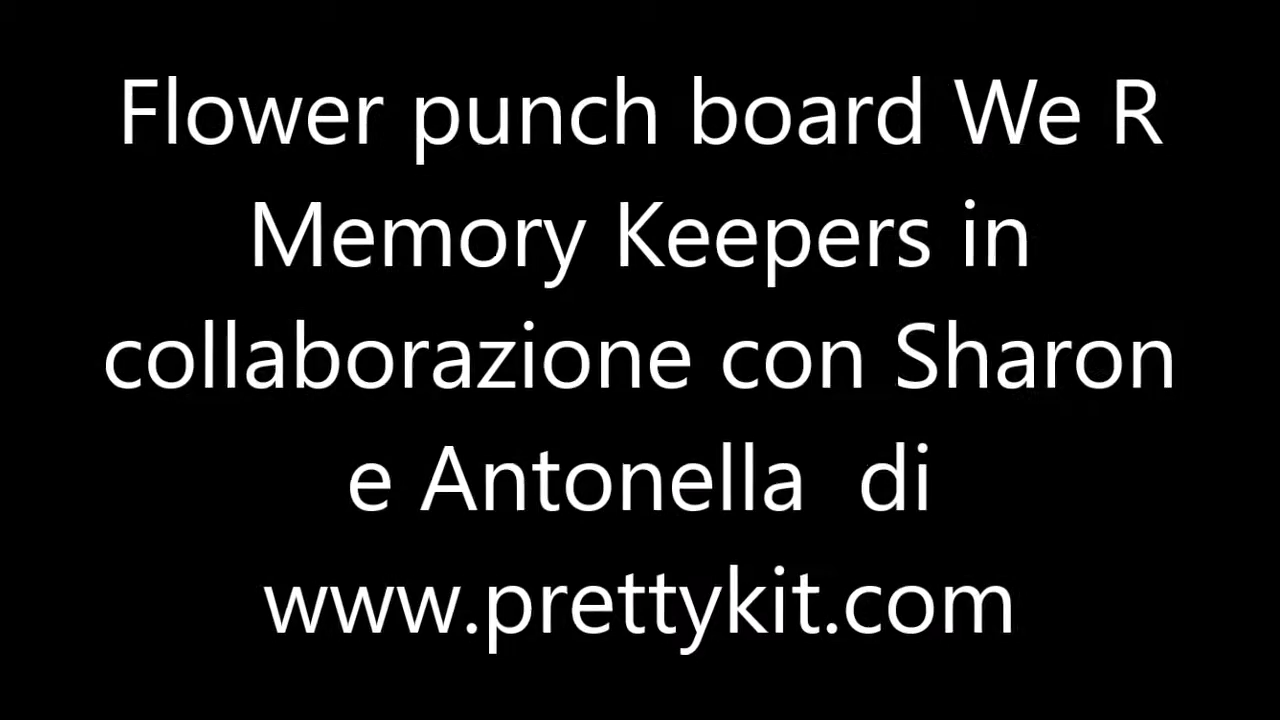 Flower punch board We R
Memory Keepers in
collaborazione con Sharon
e Antonella  di
www.prettykit.com